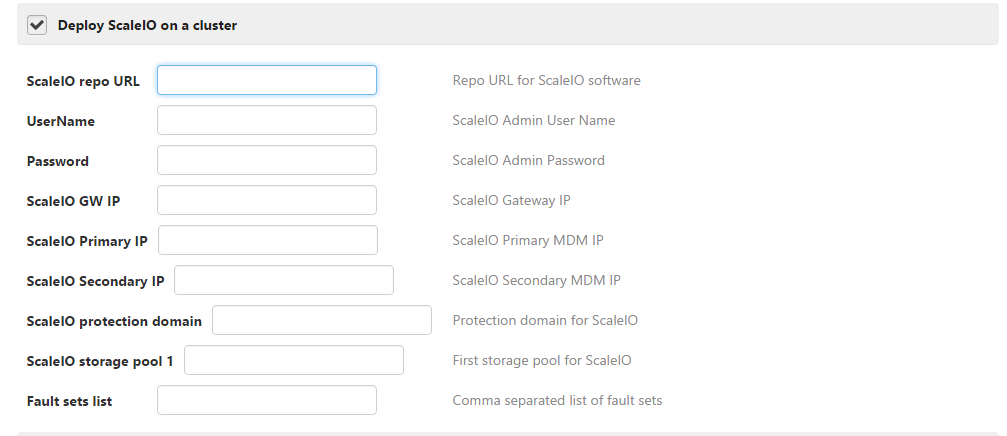 Deploy ScaleIO on a cluster
ScaleIO repo URL Repo URL for ScaleIO software
UserName ScaleIO Admin User Name
Password ScaleIO Admin Password
ScaleIO GW IP ScaleIO Gateway IP
ScaleIO Primary IP ScaleIO Primary MDM IP
ScaleIO Secondary IP ScaleIO Secondary MDM IP
ScaleIO protection domain Protection domain for ScaleIO
ScaleIO storage pool 1 First storage pool for ScaleIO
Fault sets list Comma separated list of fault sets